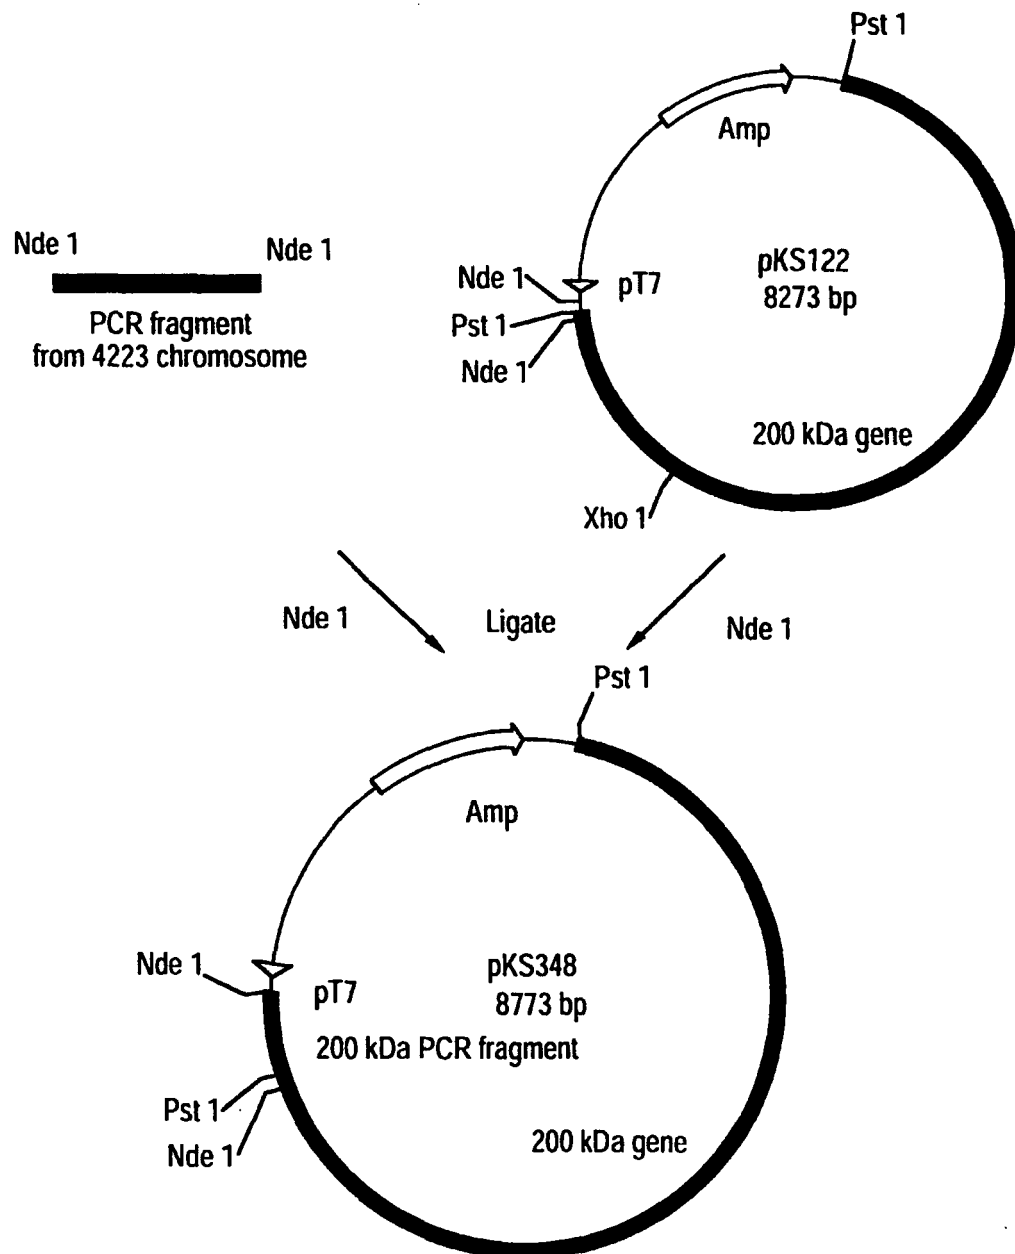 Pst 1
Amp
Nde 1
Nde 1
PCR fragment
from 4223 chromosome
pKS122
8273 bp
Nde 1
pT7
Pst 1
Nde 1
200 kDa gene
Xho 1
Nde 1
Ligate
Nde 1
Pst 1
Amp
Nde 1
pT7
pKS348
8773 bp
200 kDa PCR fragment
Pst 1
Nde 1
200 kDa gene